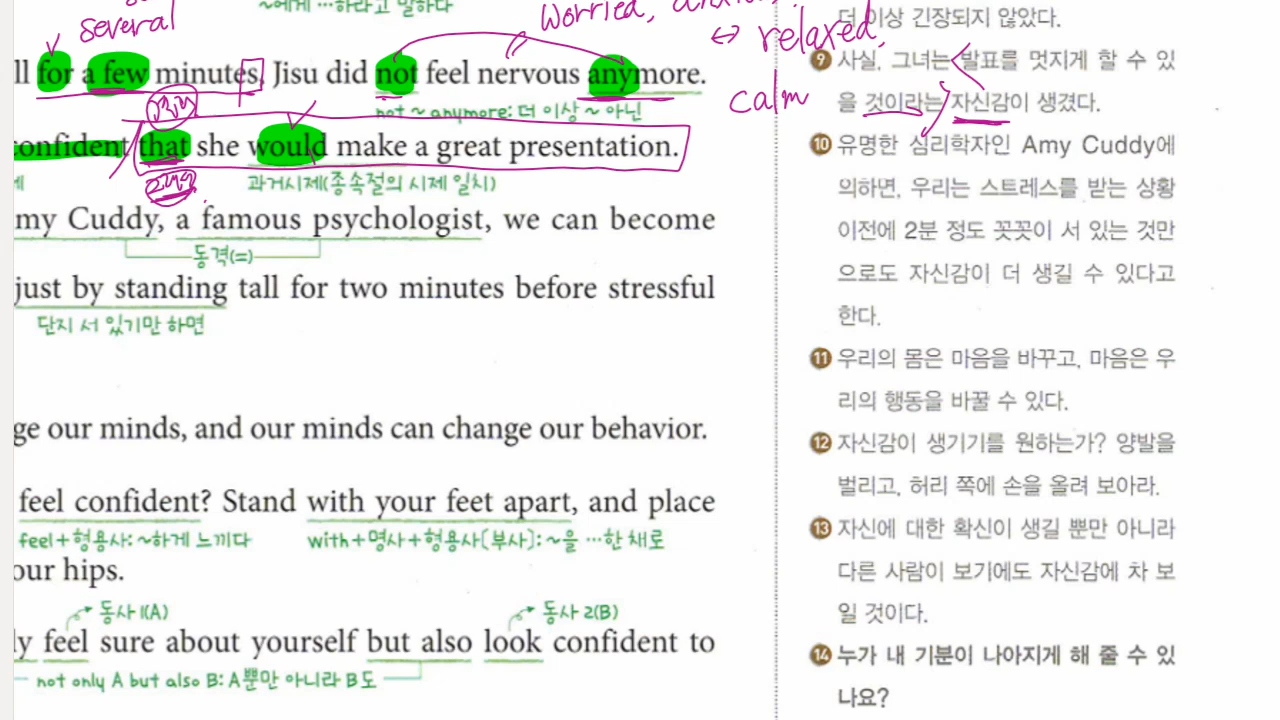 several
~에게 …하라고 말하다
worried,
↔ relaxed,
calm
ll for a few minutes, Jisu did not feel nervous anymore.
not ~ anymore: 더 이상 ~ 아닌
onfident that she would make a great presentation.
과거시제(종속절의 시제 일치)
my Cuddy, a famous psychologist, we can become
동격(=)
just by standing tall for two minutes before stressful
단지 서 있기만 하면
ge our minds, and our minds can change our behavior.
feel confident? Stand with your feet apart, and place
feel+형용사: ~하게 느끼다
with+명사+형용사(부사): ~을 …한 채로
our hips.
동사 1(A)
동사 2(B)
ly feel sure about yourself but also look confident to
not only A but also B: A뿐만 아니라 B도
더 이상 긴장되지 않았다.
9 사실, 그녀는 발표를 멋지게 할 수 있
을 것이라는 자신감이 생겼다.
10 유명한 심리학자인 Amy Cuddy에
의하면, 우리는 스트레스를 받는 상황
이전에 2분 정도 꼿꼿이 서 있는 것만
으로도 자신감이 더 생길 수 있다고
한다.
11 우리의 몸은 마음을 바꾸고, 마음은 우
리의 행동을 바꿀 수 있다.
12 자신감이 생기기를 원하는가? 양발을
벌리고, 허리 쪽에 손을 올려 보아라.
13 자신에 대한 확신이 생길 뿐만 아니라
다른 사람이 보기에도 자신감에 차 보
일 것이다.
14 누가 내 기분이 나아지게 해 줄 수 있
나요?